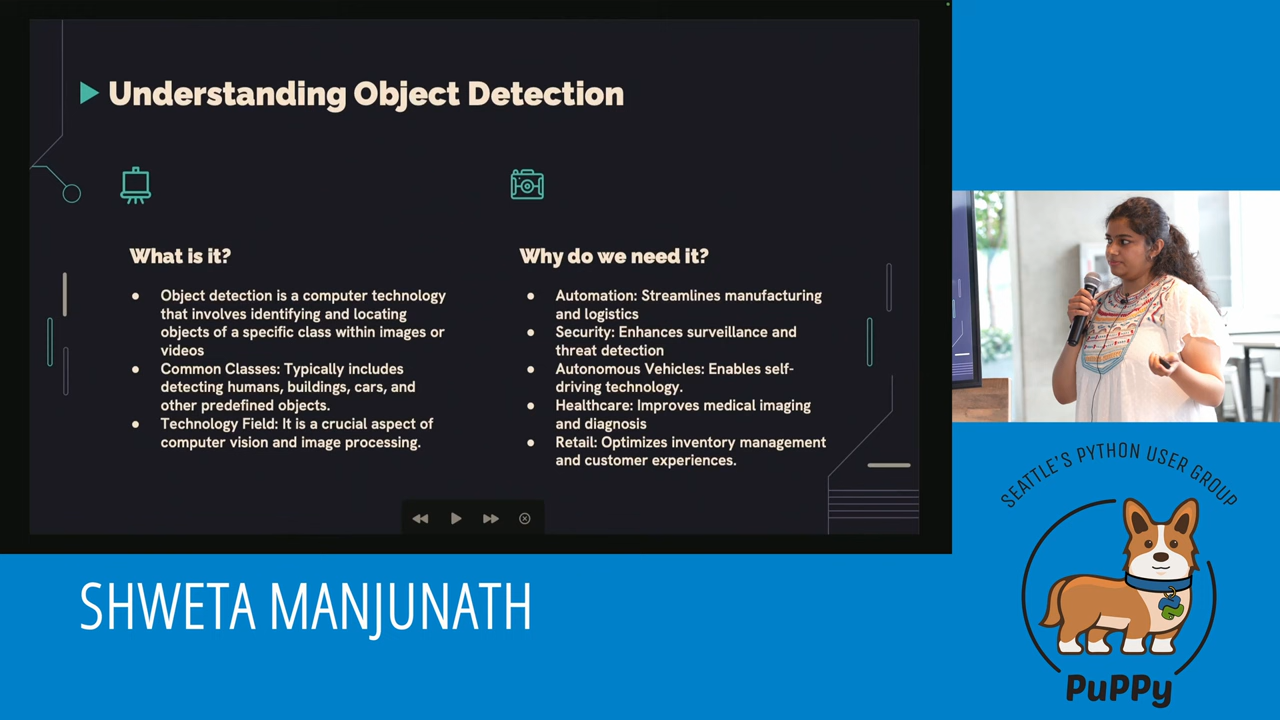 Understanding Object Detection
What is it?
● Object detection is a computer technology
that involves identifying and locating
objects of a specific class within images or
videos
● Common Classes: Typically includes
detecting humans, buildings, cars, and
other predefined objects.
● Technology Field: It is a crucial aspect of
computer vision and image processing.
Why do we need it?
● Automation: Streamlines manufacturing
and logistics
● Security: Enhances surveillance and
threat detection
● Autonomous Vehicles: Enables self-
driving technology.
● Healthcare: Improves medical imaging
and diagnosis
● Retail: Optimizes inventory management
and customer experiences.
SHWETA MANJUNATH
SEATTLE'S PYTHON USER GROUP
PuPPy